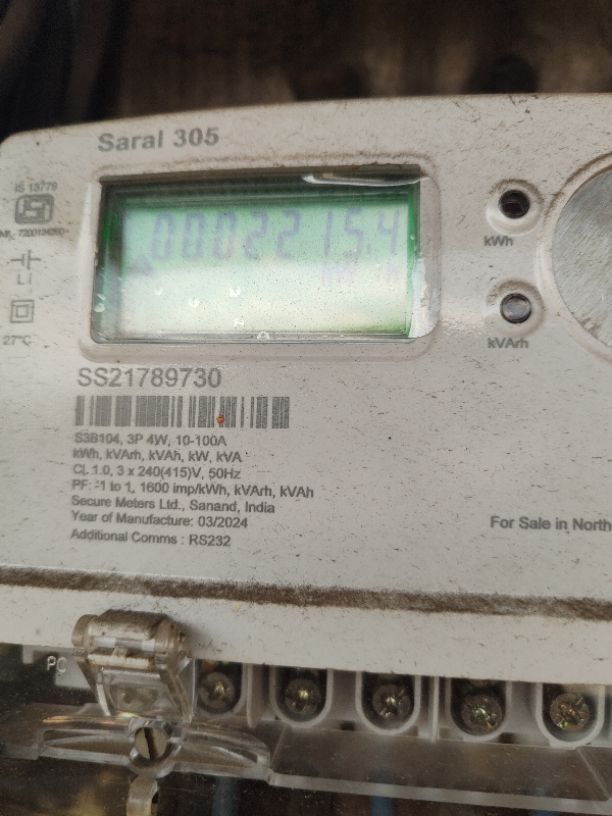 Saral 305
IS 13779
0002215.4
kWh
kVArh
27°C
SS21789730
S3B104, 3P 4W, 10-100A
kWh, kVArh, kVAh, kW, kVA
Cl. 1.0, 3 x 240(415)V, 50Hz
PF: -1 to 1, 1600 imp/kWh, kVArh, kVAh
Secure Meters Ltd., Sanand, India
Year of Manufacture: 03/2024
Additional Comms : RS232
For Sale in North